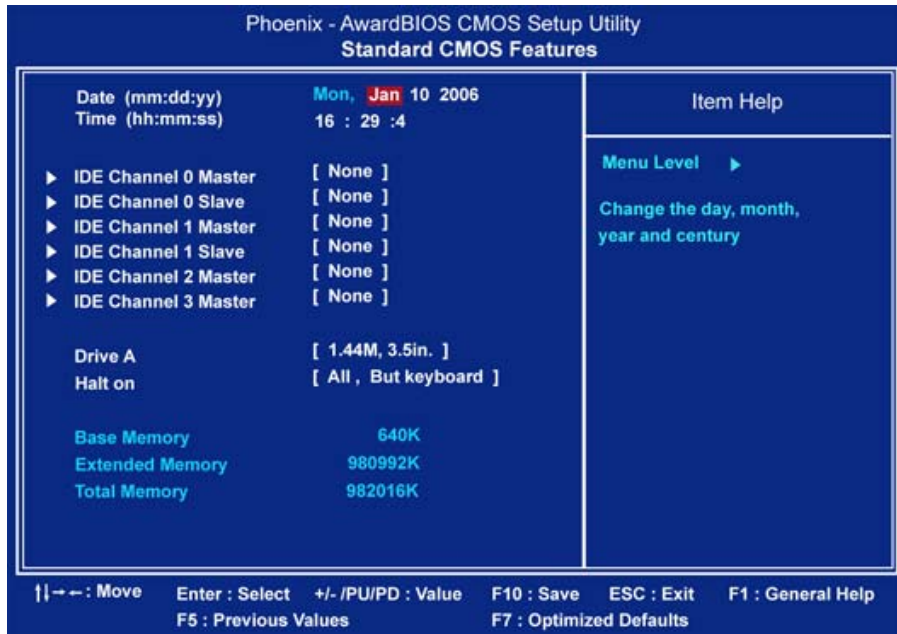 Phoenix - AwardBIOS CMOS Setup Utility
Standard CMOS Features
Date (mm:dd:yy) Mon, Jan 10 2006
Time (hh:mm:ss) 16 : 29 :4
IDE Channel 0 Master [ None ]
IDE Channel 0 Slave [ None ]
IDE Channel 1 Master [ None ]
IDE Channel 1 Slave [ None ]
IDE Channel 2 Master [ None ]
IDE Channel 3 Master [ None ]
Drive A [ 1.44M, 3.5in. ]
Halt on [ All , But keyboard ]
Base Memory 640K
Extended Memory 980992K
Total Memory 982016K
Item Help
Menu Level
Change the day, month,
year and century
↑↓→←: Move Enter : Select +/- /PU/PD : Value F10 : Save ESC : Exit F1 : General Help
F5 : Previous Values F7 : Optimized Defaults